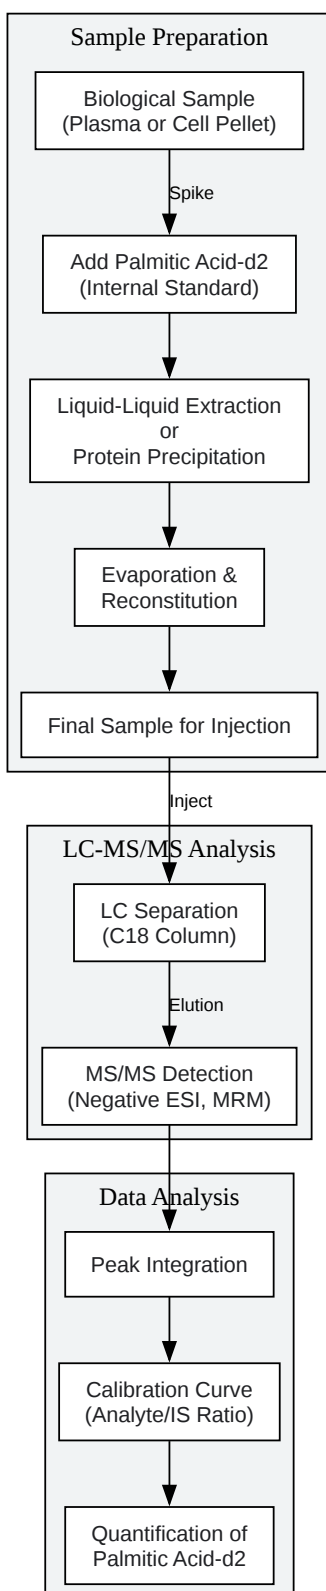 Sample Preparation
Biological Sample
(Plasma or Cell Pellet)
Spike
Add Palmitic Acid-d2
(Internal Standard)
Liquid-Liquid Extraction
or
Protein Precipitation
Evaporation &
Reconstitution
Final Sample for Injection
Inject
LC-MS/MS Analysis
LC Separation
(C18 Column)
Elution
MS/MS Detection
(Negative ESI, MRM)
Data Analysis
Peak Integration
Calibration Curve
(Analyte/IS Ratio)
Quantification of
Palmitic Acid-d2